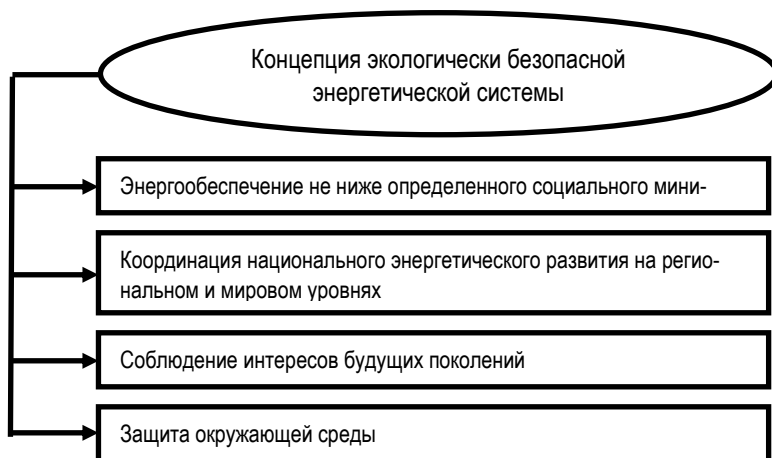 Концепция экологически безопасной
энергетической системы
Энергообеспечение не ниже определенного социального мини-
Координация национального энергетического развития на регио-
нальном и мировом уровнях
Соблюдение интересов будущих поколений
Защита окружающей среды